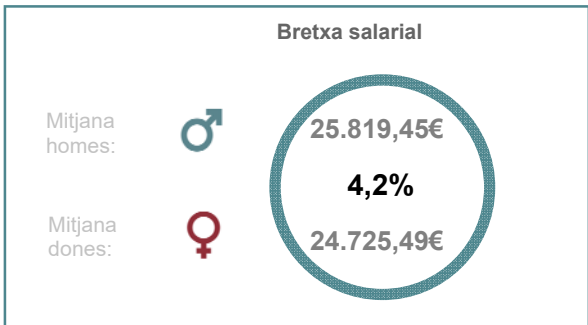 Bretxa salarial
Mitjana
homes:
25.819,45€
4,2%
Mitjana
dones:
24.725,49€